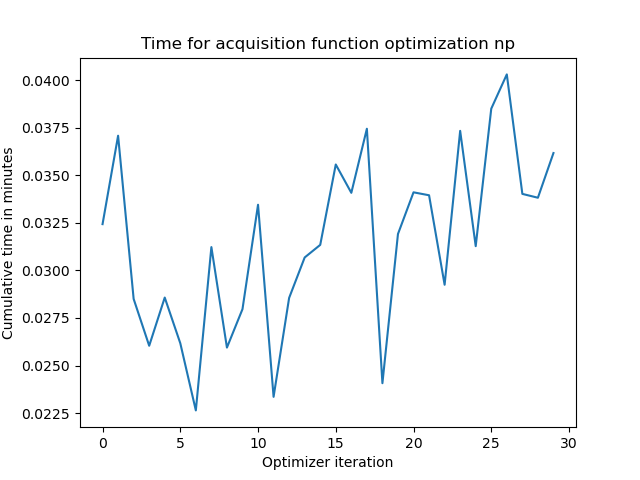 Time for acquisition function optimization np
Cumulative time in minutes
0.0400
0.0375
0.0350
0.0325
0.0300
0.0275
0.0250
0.0225
0 5 10 15 20 25 30
Optimizer iteration